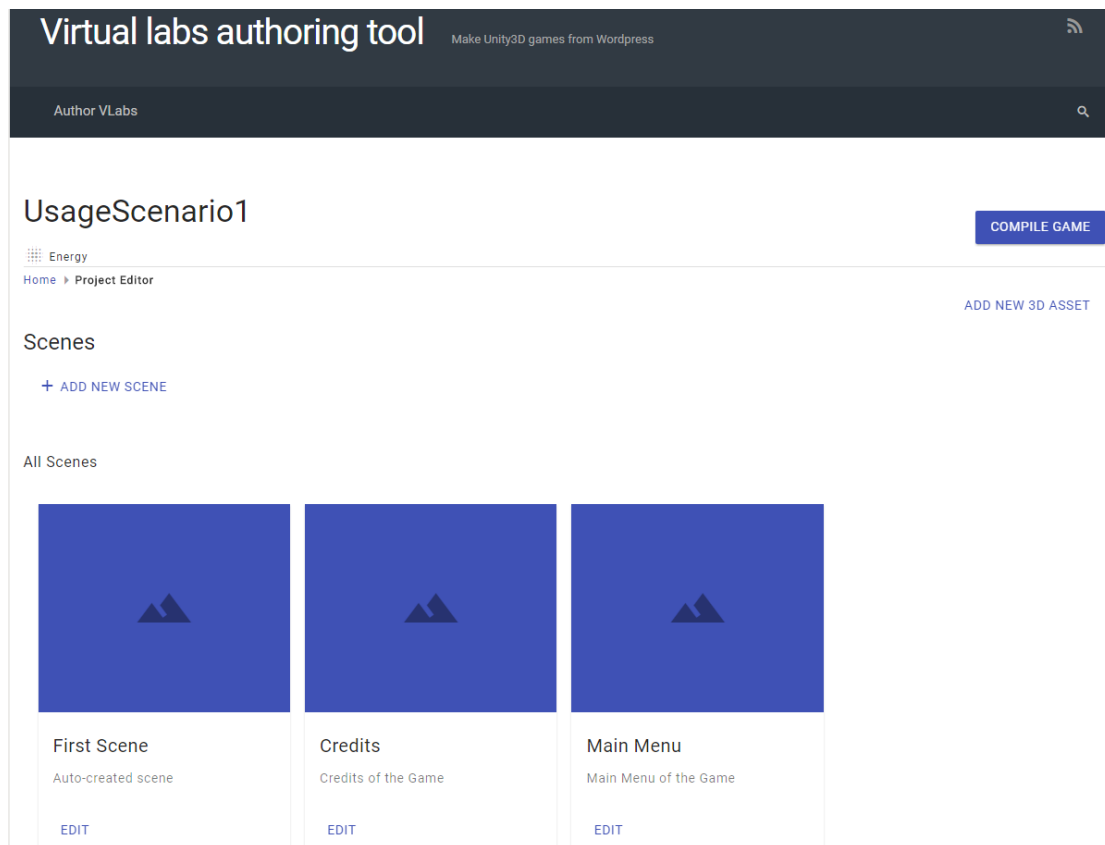 Virtual labs authoring tool Make Unity3D games from Wordpress
Author VLabs
UsageScenario1
COMPILE GAME
Energy
Home Project Editor
ADD NEW 3D ASSET
Scenes
+ ADD NEW SCENE
All Scenes
First Scene
Auto-created scene
EDIT
Credits
Credits of the Game
EDIT
Main Menu
Main Menu of the Game
EDIT